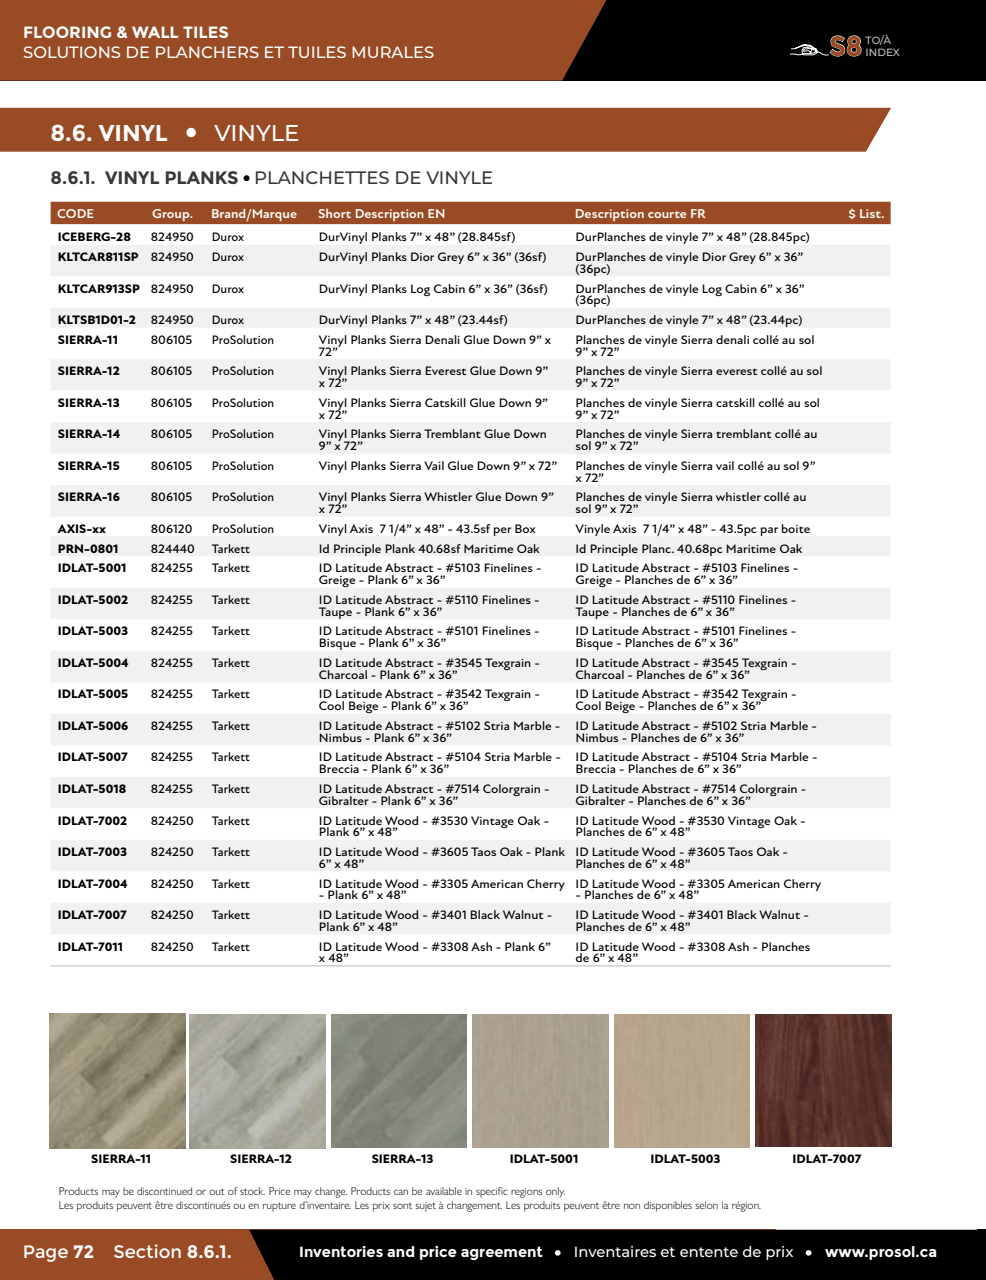 FLOORING & WALL TILES
SOLUTIONS DE PLANCHERS ET TUILES MURALES
S8 TO/À
INDEX
8.6. VINYL • VINYLE
8.6.1. VINYL PLANKS • PLANCHETTES DE VINYLE
CODE Group. Brand/Marque Short Description EN Description courte FR $ List.
ICEBERG-28 824950 Durox DurVinyl Planks 7” x 48” (28.845sf) DurPlanches de vinyle 7” x 48” (28.845pc)
KLTCAR811SP 824950 Durox DurVinyl Planks Dior Grey 6” x 36” (36sf) DurPlanches de vinyle Dior Grey 6” x 36”
(36pc)
KLTCAR913SP 824950 Durox DurVinyl Planks Log Cabin 6” x 36” (36sf) DurPlanches de vinyle Log Cabin 6” x 36”
(36pc)
KLTSB1D01-2 824950 Durox DurVinyl Planks 7” x 48” (23.44sf) DurPlanches de vinyle 7” x 48” (23.44pc)
SIERRA-11 806105 ProSolution Vinyl Planks Sierra Denali Glue Down 9” x Planches de vinyle Sierra denali collé au sol
72” 9” x 72”
SIERRA-12 806105 ProSolution Vinyl Planks Sierra Everest Glue Down 9” Planches de vinyle Sierra everest collé au sol
x 72” 9” x 72”
SIERRA-13 806105 ProSolution Vinyl Planks Sierra Catskill Glue Down 9” Planches de vinyle Sierra catskill collé au sol
x 72” 9” x 72”
SIERRA-14 806105 ProSolution Vinyl Planks Sierra Tremblant Glue Down Planches de vinyle Sierra tremblant collé au
9” x 72” sol 9” x 72”
SIERRA-15 806105 ProSolution Vinyl Planks Sierra Vail Glue Down 9” x 72” Planches de vinyle Sierra vail collé au sol 9”
x 72”
SIERRA-16 806105 ProSolution Vinyl Planks Sierra Whistler Glue Down 9” Planches de vinyle Sierra whistler collé au
x 72” sol 9” x 72”
AXIS-xx 806120 ProSolution Vinyl Axis 7 1/4” x 48” - 43.5sf per Box Vinyle Axis 7 1/4” x 48” - 43.5pc par boite
PRN-0801 824440 Tarkett Id Principle Plank 40.68sf Maritime Oak Id Principle Planc. 40.68pc Maritime Oak
IDLAT-5001 824255 Tarkett ID Latitude Abstract - #5103 Finelines - ID Latitude Abstract - #5103 Finelines -
Greige - Plank 6” x 36” Greige - Planches de 6” x 36”
IDLAT-5002 824255 Tarkett ID Latitude Abstract - #5110 Finelines - ID Latitude Abstract - #5110 Finelines -
Taupe - Plank 6” x 36” Taupe - Planches de 6” x 36”
IDLAT-5003 824255 Tarkett ID Latitude Abstract - #5101 Finelines - ID Latitude Abstract - #5101 Finelines -
Bisque - Plank 6” x 36” Bisque - Planches de 6” x 36”
IDLAT-5004 824255 Tarkett ID Latitude Abstract - #3545 Texgrain - ID Latitude Abstract - #3545 Texgrain -
Charcoal - Plank 6” x 36” Charcoal - Planches de 6” x 36”
IDLAT-5005 824255 Tarkett ID Latitude Abstract - #3542 Texgrain - ID Latitude Abstract - #3542 Texgrain -
Cool Beige - Plank 6” x 36” Cool Beige - Planches de 6” x 36”
IDLAT-5006 824255 Tarkett ID Latitude Abstract - #5102 Stria Marble - ID Latitude Abstract - #5102 Stria Marble -
Nimbus - Plank 6” x 36” Nimbus - Planches de 6” x 36”
IDLAT-5007 824255 Tarkett ID Latitude Abstract - #5104 Stria Marble - ID Latitude Abstract - #5104 Stria Marble -
Breccia - Plank 6” x 36” Breccia - Planches de 6” x 36”
IDLAT-5018 824255 Tarkett ID Latitude Abstract - #7514 Colorgrain - ID Latitude Abstract - #7514 Colorgrain -
Gibralter - Plank 6” x 36” Gibralter - Planches de 6” x 36”
IDLAT-7002 824250 Tarkett ID Latitude Wood - #3530 Vintage Oak - ID Latitude Wood - #3530 Vintage Oak -
Plank 6” x 48” Planches de 6” x 48”
IDLAT-7003 824250 Tarkett ID Latitude Wood - #3605 Taos Oak - Plank ID Latitude Wood - #3605 Taos Oak -
6” x 48” Planches de 6” x 48”
IDLAT-7004 824250 Tarkett ID Latitude Wood - #3305 American Cherry ID Latitude Wood - #3305 American Cherry
- Plank 6” x 48” - Planches de 6” x 48”
IDLAT-7007 824250 Tarkett ID Latitude Wood - #3401 Black Walnut - ID Latitude Wood - #3401 Black Walnut -
Plank 6” x 48” Planches de 6” x 48”
IDLAT-7011 824250 Tarkett ID Latitude Wood - #3308 Ash - Plank 6” ID Latitude Wood - #3308 Ash - Planches
x 48” de 6” x 48”
SIERRA-11 SIERRA-12 SIERRA-13 IDLAT-5001 IDLAT-5003 IDLAT-7007
Products may be discontinued or out of stock. Price may change. Products can be available in specific regions only.
Les produits peuvent être discontinués ou en rupture d’inventaire. Les prix sont sujet à changement. Les produits peuvent être non disponibles selon la région.
Page 72 Section 8.6.1. Inventories and price agreement • Inventaires et entente de prix • www.prosol.ca